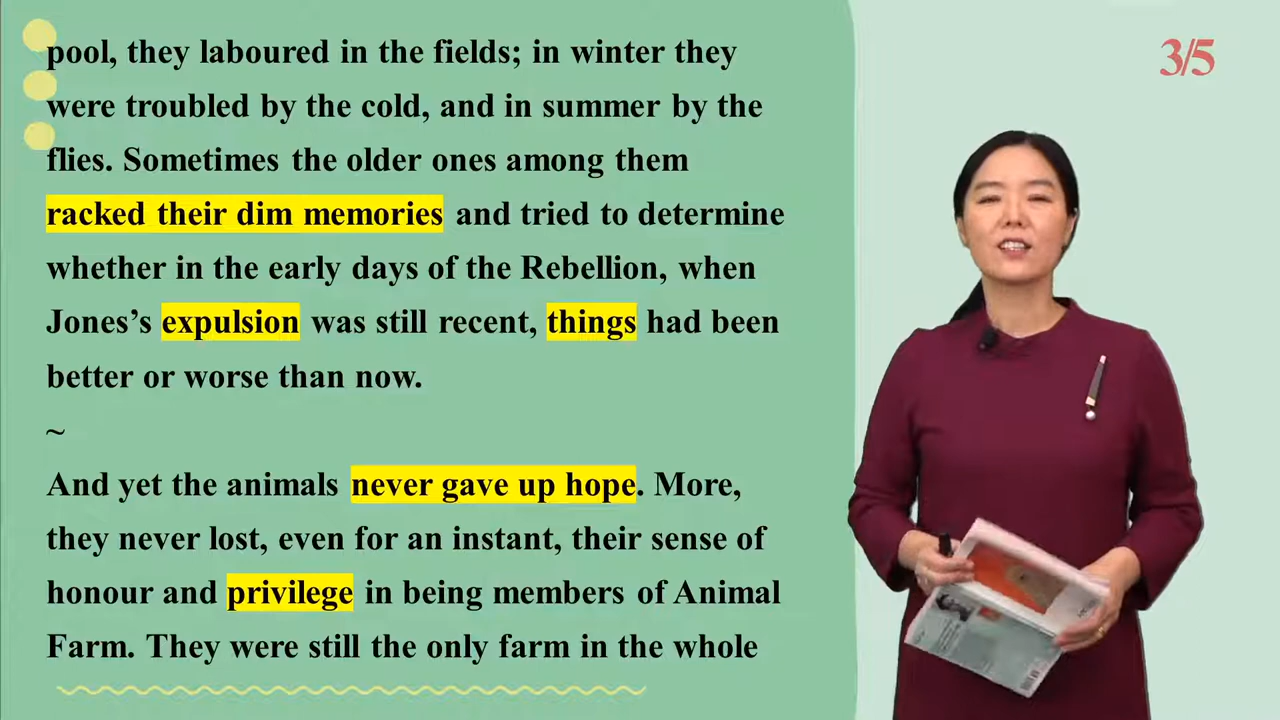 pool, they laboured in the fields; in winter they
were troubled by the cold, and in summer by the
flies. Sometimes the older ones among them
racked their dim memories and tried to determine
whether in the early days of the Rebellion, when
Jones’s expulsion was still recent, things had been
better or worse than now.
~
And yet the animals never gave up hope. More,
they never lost, even for an instant, their sense of
honour and privilege in being members of Animal
Farm. They were still the only farm in the whole
3/5